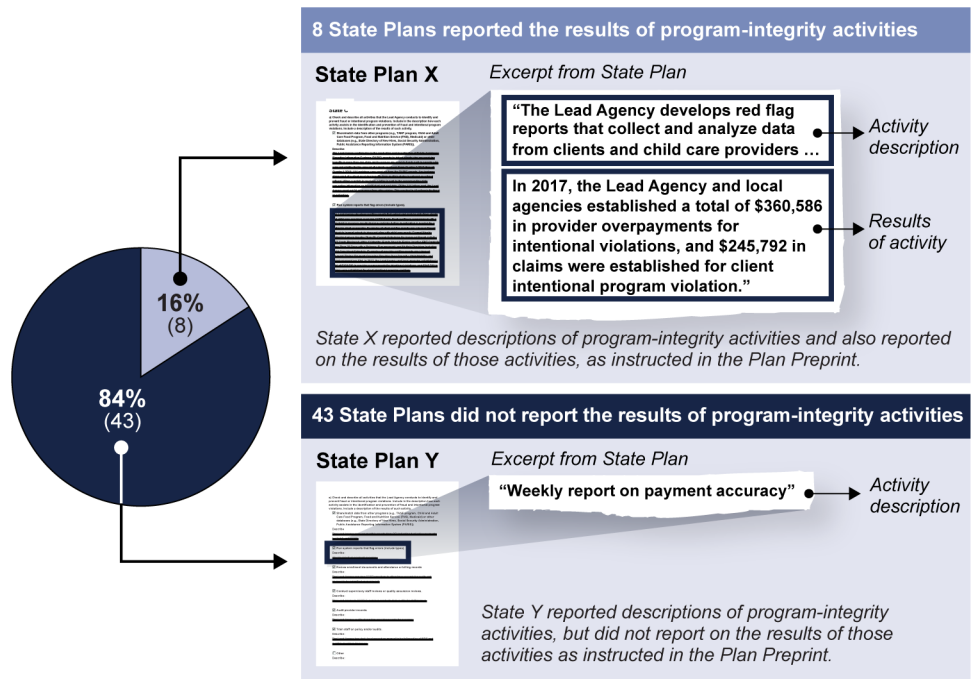 8 State Plans reported the results of program-integrity activities
State Plan X
Excerpt from State Plan
“The Lead Agency develops red flag
reports that collect and analyze data
from clients and child care providers ...
Activity
description
In 2017, the Lead Agency and local
agencies established a total of $360,586
in provider overpayments for
intentional violations, and $245,792 in
claims were established for client
intentional program violation.”
Results
of activity
State X reported descriptions of program-integrity activities and also reported
on the results of those activities, as instructed in the Plan Preprint.
16%
(8)
84%
(43)
43 State Plans did not report the results of program-integrity activities
State Plan Y
Excerpt from State Plan
“Weekly report on payment accuracy”
Activity
description
State Y reported descriptions of program-integrity
activities, but did not report on the results of those
activities as instructed in the Plan Preprint.